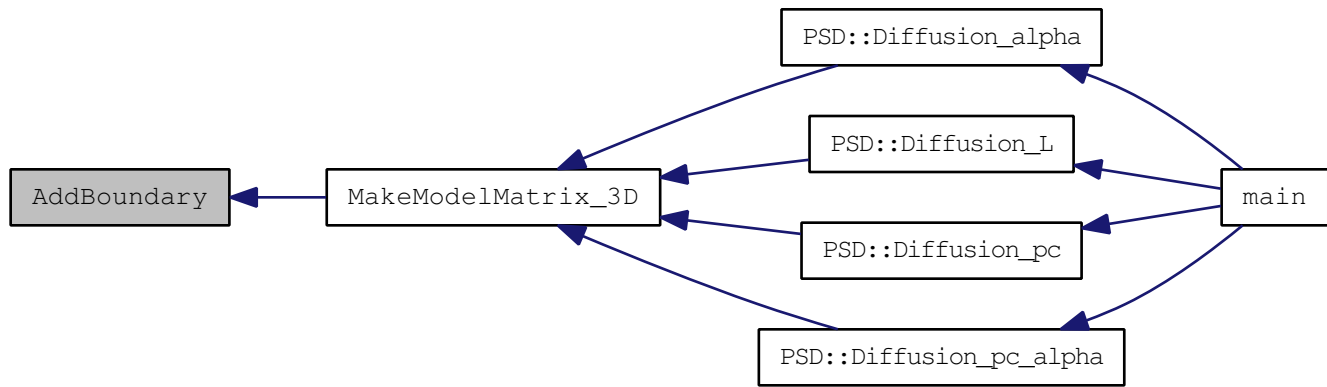 PSD::Diffusion_alpha
PSD::Diffusion_L
AddBoundary
MakeModelMatrix_3D
main
PSD::Diffusion_pc
PSD::Diffusion_pc_alpha